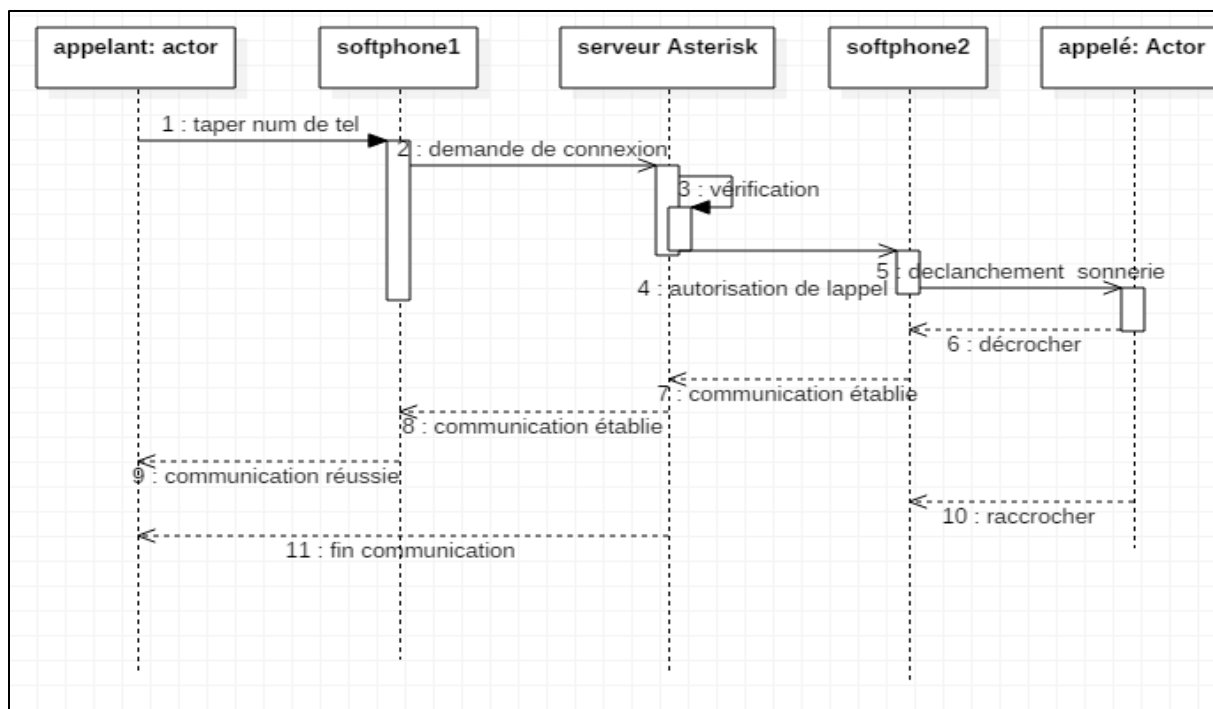 appelant: actor
softphone1
serveur Asterisk
softphone2
appelé: Actor
1 : taper num de tel
2 : demande de connexion
3 : vérification
4 : autorisation de lappel
5 : declanchement sonnerie
6 : décrocher
7 : communication établie
8 : communication établie
9 : communication réussie
10 : raccrocher
11 : fin communication